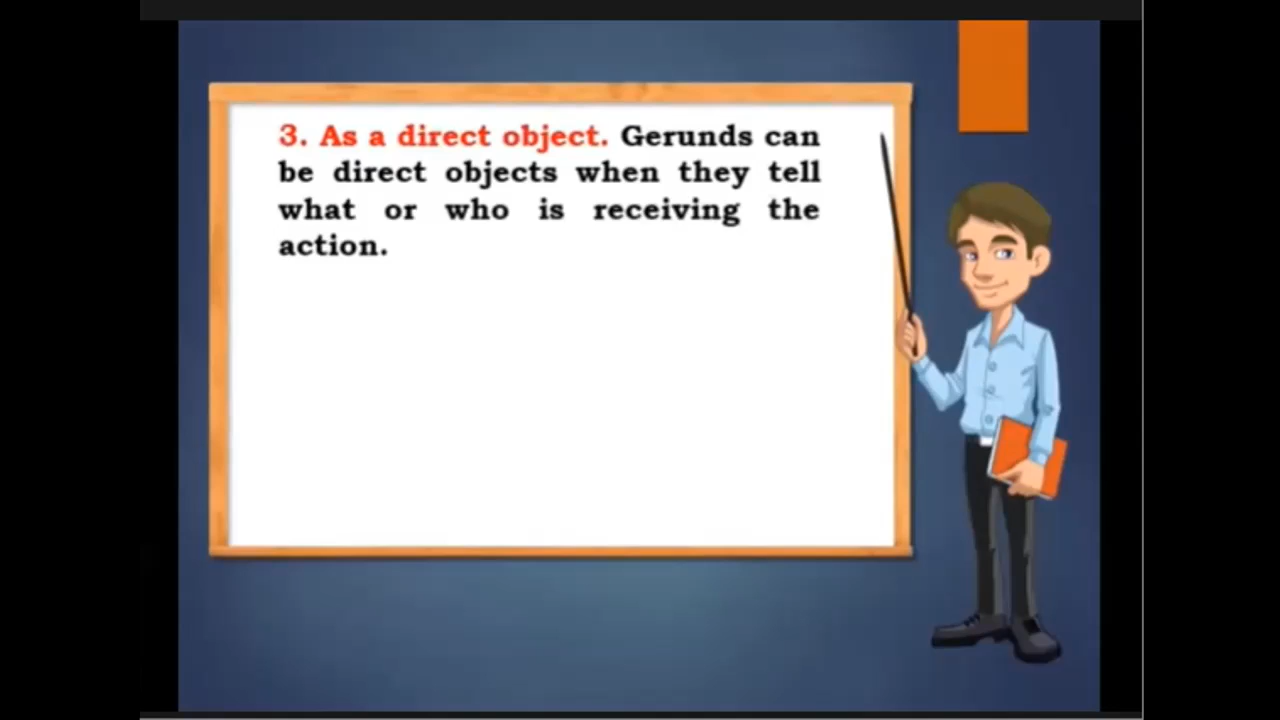 3. As a direct object. Gerunds can
be direct objects when they tell
what or who is receiving the
action.